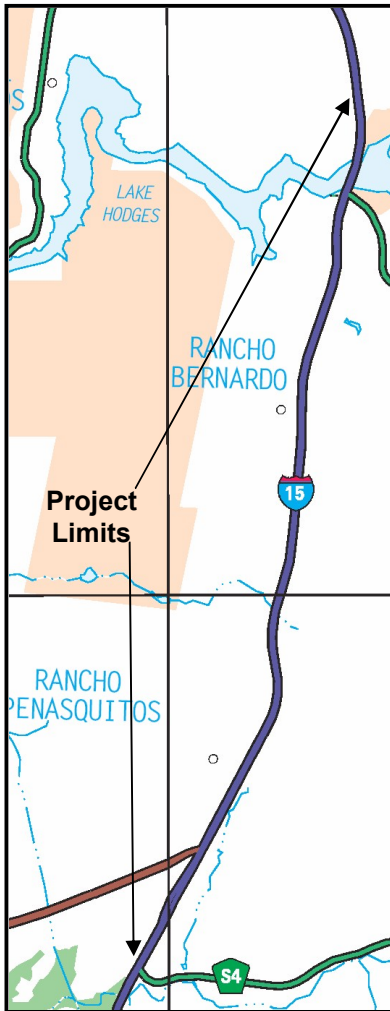 S
LAKE
HODGES
RANCHO
BERNARDO
15
Project
Limits
RANCHO
PENASQUITOS
S4